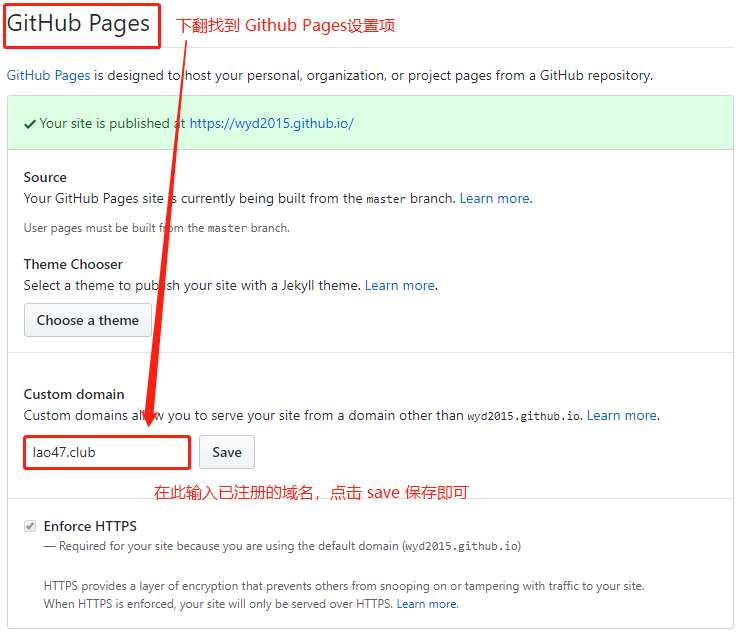 GitHub Pages
下翻找到 Github Pages设置项
GitHub Pages is designed to host your personal, organization, or project pages from a GitHub repository.
Your site is published at https://wyd2015.github.io/
Source
Your GitHub Pages site is currently being built from the master branch. Learn more.
User pages must be built from the master branch.
Theme Chooser
Select a theme to publish your site with a Jekyll theme. Learn more.
Choose a theme
Custom domain
Custom domains allow you to serve your site from a domain other than wyd2015.github.io. Learn more.
lao47.club
Save
在此输入已注册的域名，点击 save 保存即可
Enforce HTTPS
— Required for your site because you are using the default domain (wyd2015.github.io)
HTTPS provides a layer of encryption that prevents others from snooping on or tampering with traffic to your site.
When HTTPS is enforced, your site will only be served over HTTPS. Learn more.